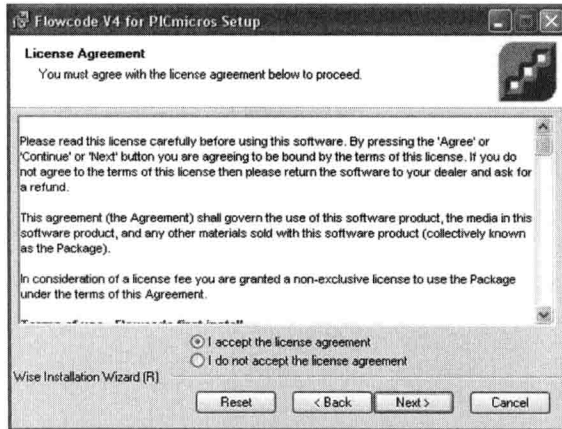 Flowcode V4 for PICmicros Setup
License Agreement
You must agree with the license agreement below to proceed.
Please read this license carefully before using this software. By pressing the 'Agree' or
'Continue' or 'Next' button you are agreeing to be bound by the terms of this license. If you do
not agree to the terms of this license then please return the software to your dealer and ask for
a refund.
This agreement (the Agreement) shall govern the use of this software product, the media in this
software product, and any other materials sold with this software product (collectively known
as the Package).
In consideration of a license fee you are granted a non-exclusive license to use the Package
under the terms of this Agreement.
Terms of use - Flowcode first install
I accept the license agreement
I do not accept the license agreement
Wise Installation Wizard (R)
Reset
< Back
Next >
Cancel